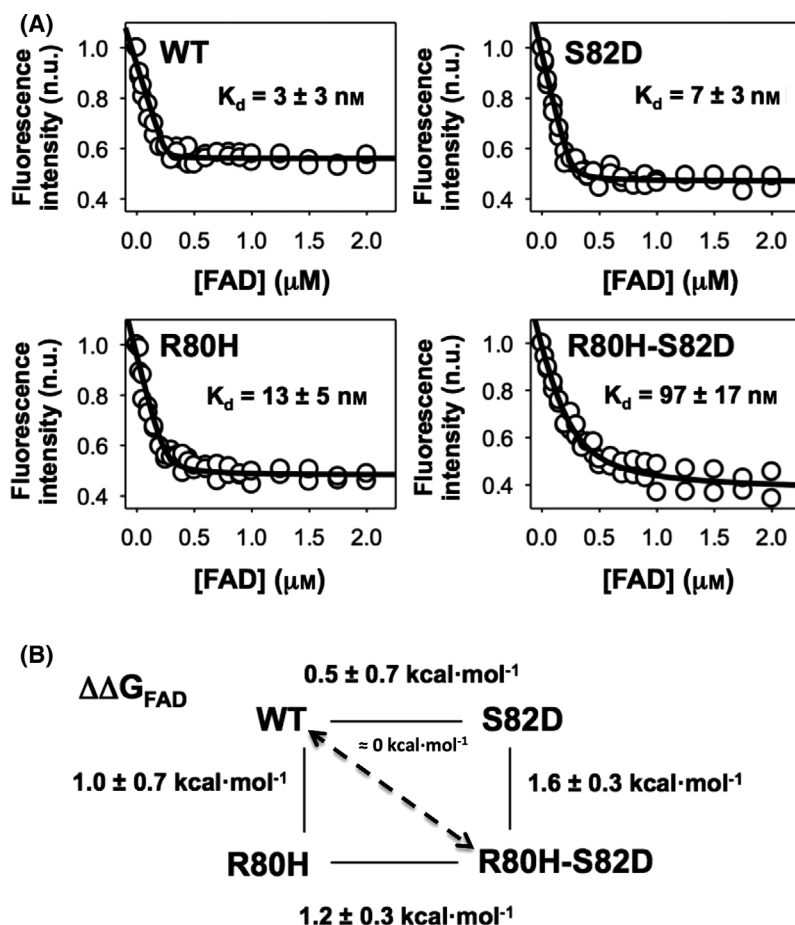 (A)
WT
K_d = 3 ± 3 nM
Fluorescence
intensity (n.u.)
1.0
0.8
0.6
0.4
0.0 0.5 1.0 1.5 2.0
[FAD] (μM)
S82D
K_d = 7 ± 3 nM
Fluorescence
intensity (n.u.)
1.0
0.8
0.6
0.4
0.0 0.5 1.0 1.5 2.0
[FAD] (μM)
R80H
K_d = 13 ± 5 nM
Fluorescence
intensity (n.u.)
1.0
0.8
0.6
0.4
0.0 0.5 1.0 1.5 2.0
[FAD] (μM)
R80H-S82D
K_d = 97 ± 17 nM
Fluorescence
intensity (n.u.)
1.0
0.8
0.6
0.4
0.0 0.5 1.0 1.5 2.0
[FAD] (μM)
(B)
ΔΔG_FAD
0.5 ± 0.7 kcal·mol⁻¹
WT S82D
≈ 0 kcal·mol⁻¹
1.0 ± 0.7 kcal·mol⁻¹ 1.6 ± 0.3 kcal·mol⁻¹
R80H R80H-S82D
1.2 ± 0.3 kcal·mol⁻¹